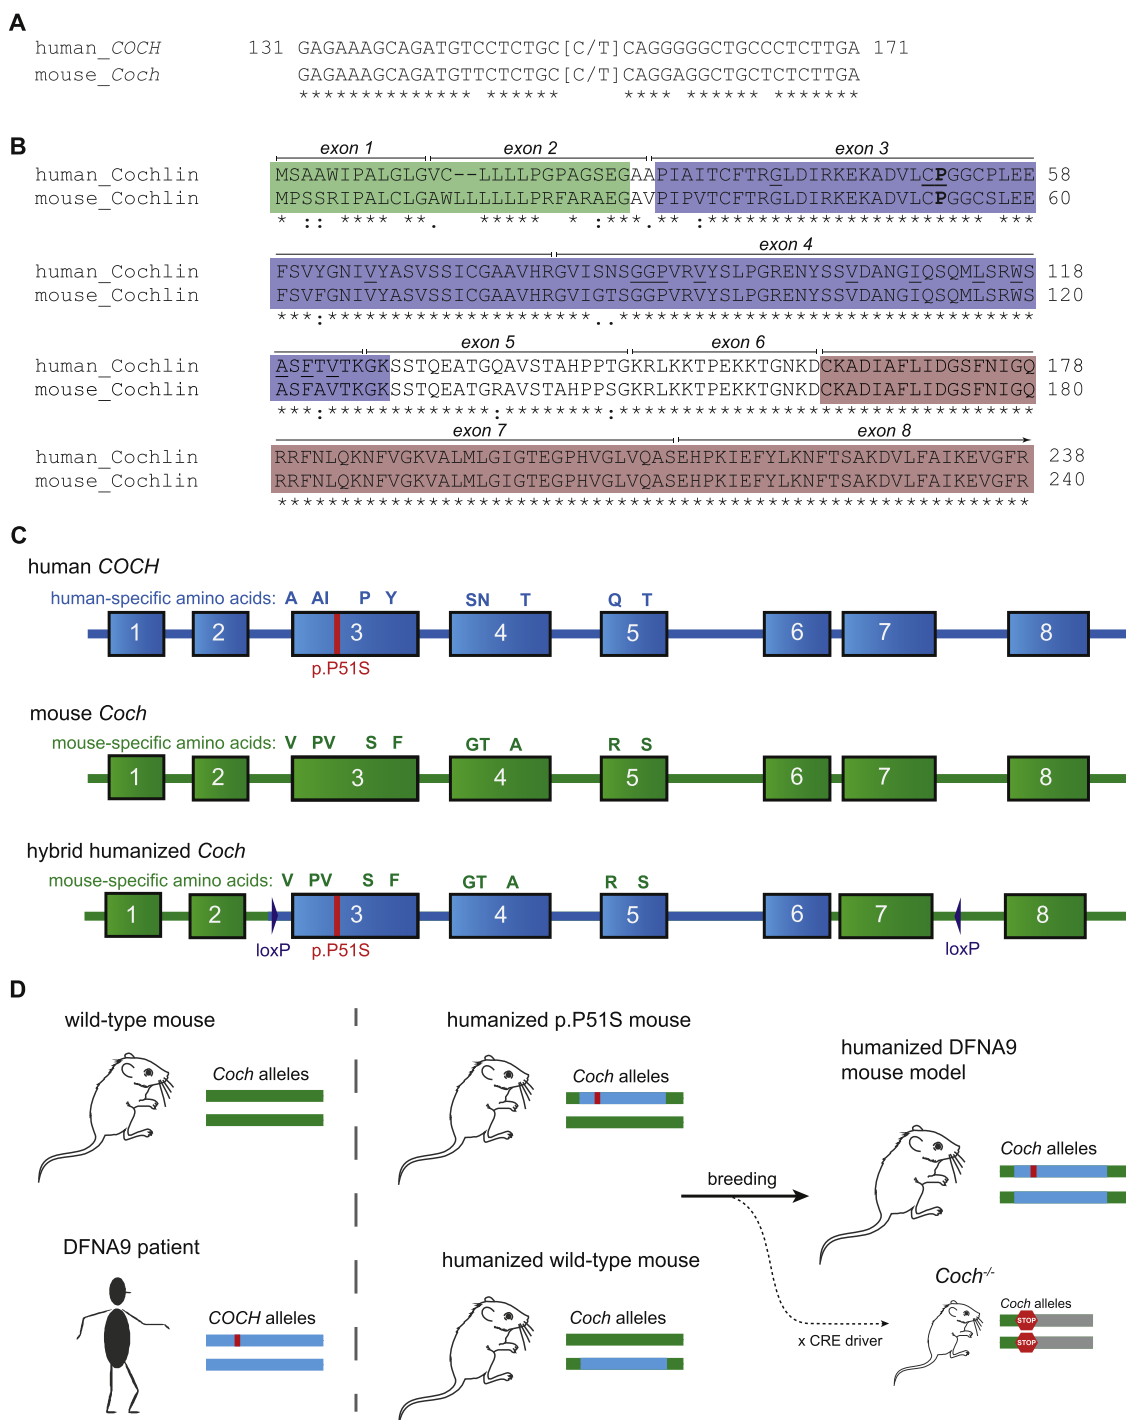 A
human_COCH 131 GAGAAAGCAGATGTCCTCTGC[C/T]CAGGGGGCTGCCCTCTTGA 171
mouse_Coch GAGAAAGCAGATGTTCTCTGC[C/T]CAGGAGGCTGCTCTCTTGA
************** ****** **** ****** *******
B
exon 1 exon 2 exon 3
human_Cochlin MSAAWIPALGLGVC--LLLLLPGPAGSEGAAPIAITCFTRGLDIRKEKADVLCPGGCPLEE 58
mouse_Cochlin MPSSRIPALCLGAWLLLLLLPRFARAEGAVPIPVTCFTRGLDIRKEKADVLCPGGCSLEE 60
* :: **** ** . ***** * *:***.** :******************** ***
exon 4
human_Cochlin FSVYGNIVYASVSSICGAAVHRGVISNSGGPVRVYSLPGRENYSSVDANGIQSQMLSRWS 118
mouse_Cochlin FSVFGNIVYASVSSICGAAVHRGVIGTSGGPVRVYSLPGRENYSSVDANGIQSQMLSRWS 120
***:*********************..*********************************
exon 5 exon 6
human_Cochlin ASFTVTKGKSSTQEATGQAVSTAHPPTGKRLKKTPEKKTGNKDCKADIAFLIDGSFNIGQ 178
mouse_Cochlin ASFAVTKGKSSTQEATGRAVSTAHPPSGKRLKKTPEKKTGNKDCKADIAFLIDGSFNIGQ 180
***:*************:********:*********************************
exon 7 exon 8
human_Cochlin RRFNLQKNFVGKVALMLGIGTEGPHVGLVQASEHPKIEFYLKNFTSAKDVLFAIKEVGFR 238
mouse_Cochlin RRFNLQKNFVGKVALMLGIGTEGPHVGLVQASEHPKIEFYLKNFTSAKDVLFAIKEVGFR 240
************************************************************
C
human COCH
human-specific amino acids: A AI P Y SN T Q T
1 2 3 4 5 6 7 8
p.P51S
mouse Coch
mouse-specific amino acids: V PV S F GT A R S
1 2 3 4 5 6 7 8
hybrid humanized Coch
mouse-specific amino acids: V PV S F GT A R S
1 2 3 4 5 6 7 8
loxP p.P51S loxP
D
wild-type mouse
Coch alleles
DFNA9 patient
COCH alleles
humanized p.P51S mouse
Coch alleles
humanized wild-type mouse
Coch alleles
breeding
x CRE driver
humanized DFNA9
mouse model
Coch alleles
Coch-/-
Coch alleles
STOP
STOP